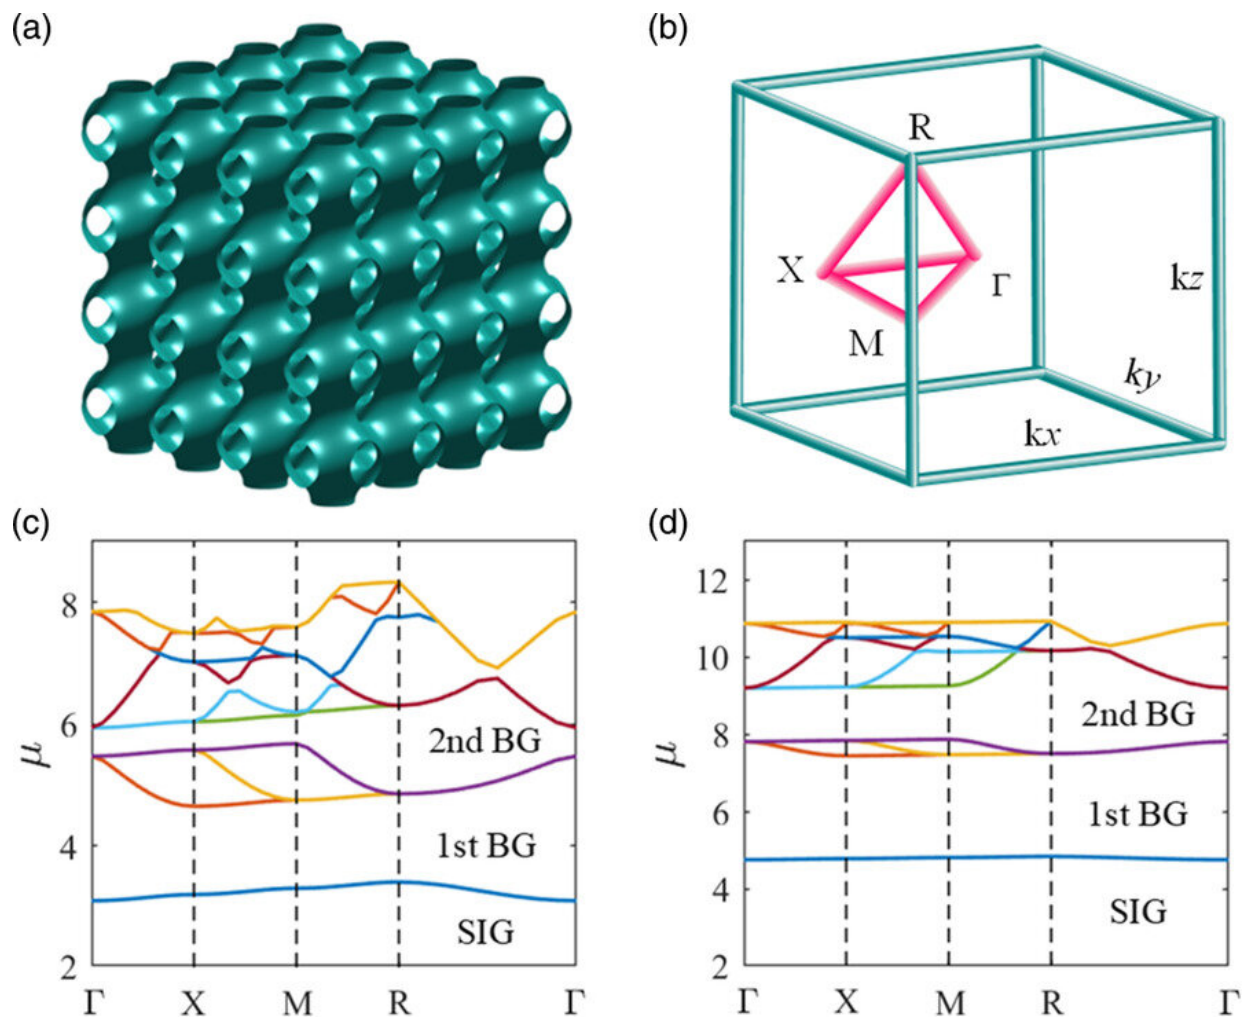 (a)
(b)
R
X
Γ
M
kz
ky
kx
(c)
(d)
8
6
4
2
μ
2nd BG
1st BG
SIG
Γ X M R Γ
12
10
8
6
4
2
μ
2nd BG
1st BG
SIG
Γ X M R Γ